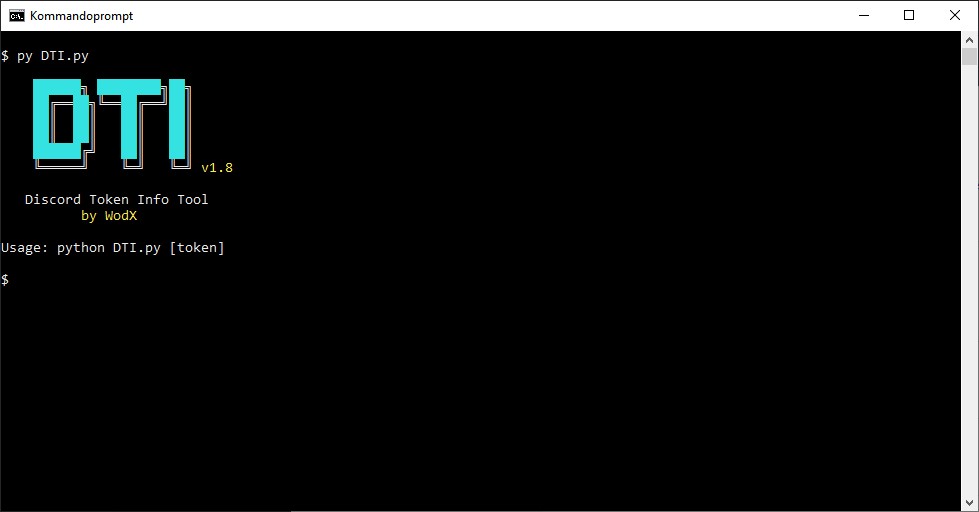 Kommandoprompt
$ py DTI.py
DTI
v1.8
Discord Token Info Tool
by WodX
Usage: python DTI.py [token]
$